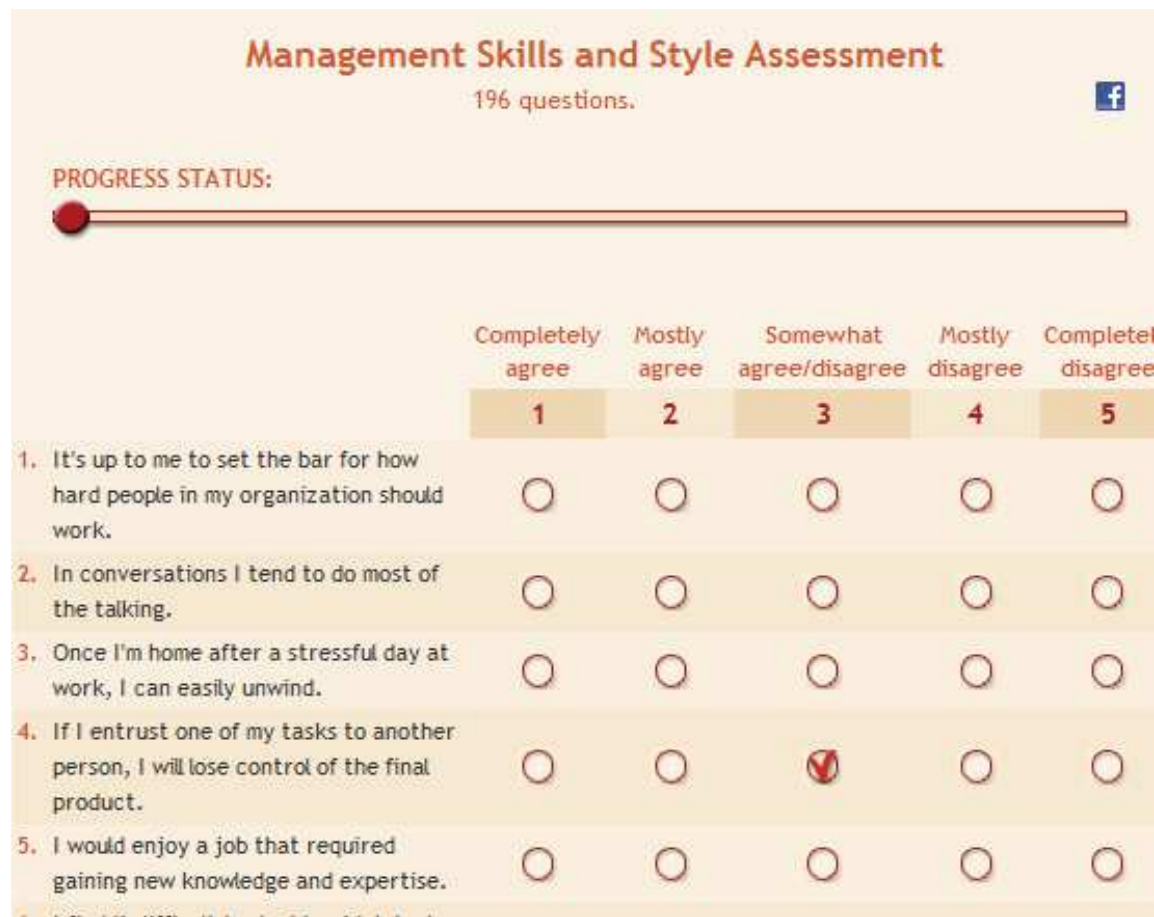 Management Skills and Style Assessment
196 questions.
f
PROGRESS STATUS:
Completely Mostly Somewhat Mostly Completel
agree agree agree/disagree disagree disagree
1 2 3 4 5
1. It's up to me to set the bar for how
hard people in my organization should
work.
2. In conversations I tend to do most of
the talking.
3. Once I'm home after a stressful day at
work, I can easily unwind.
4. If I entrust one of my tasks to another
person, I will lose control of the final
product.
5. I would enjoy a job that required
gaining new knowledge and expertise.